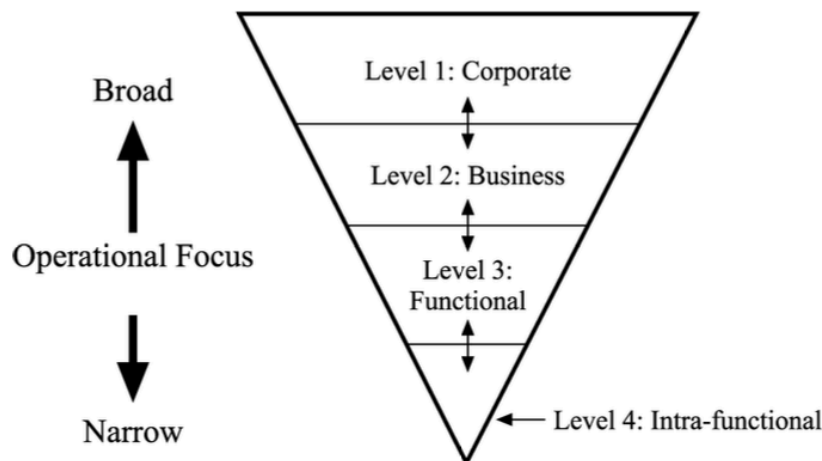 Level 1: Corporate
Broad
Level 2: Business
Operational Focus
Level 3:
Functional
Level 4: Intra-functional
Narrow